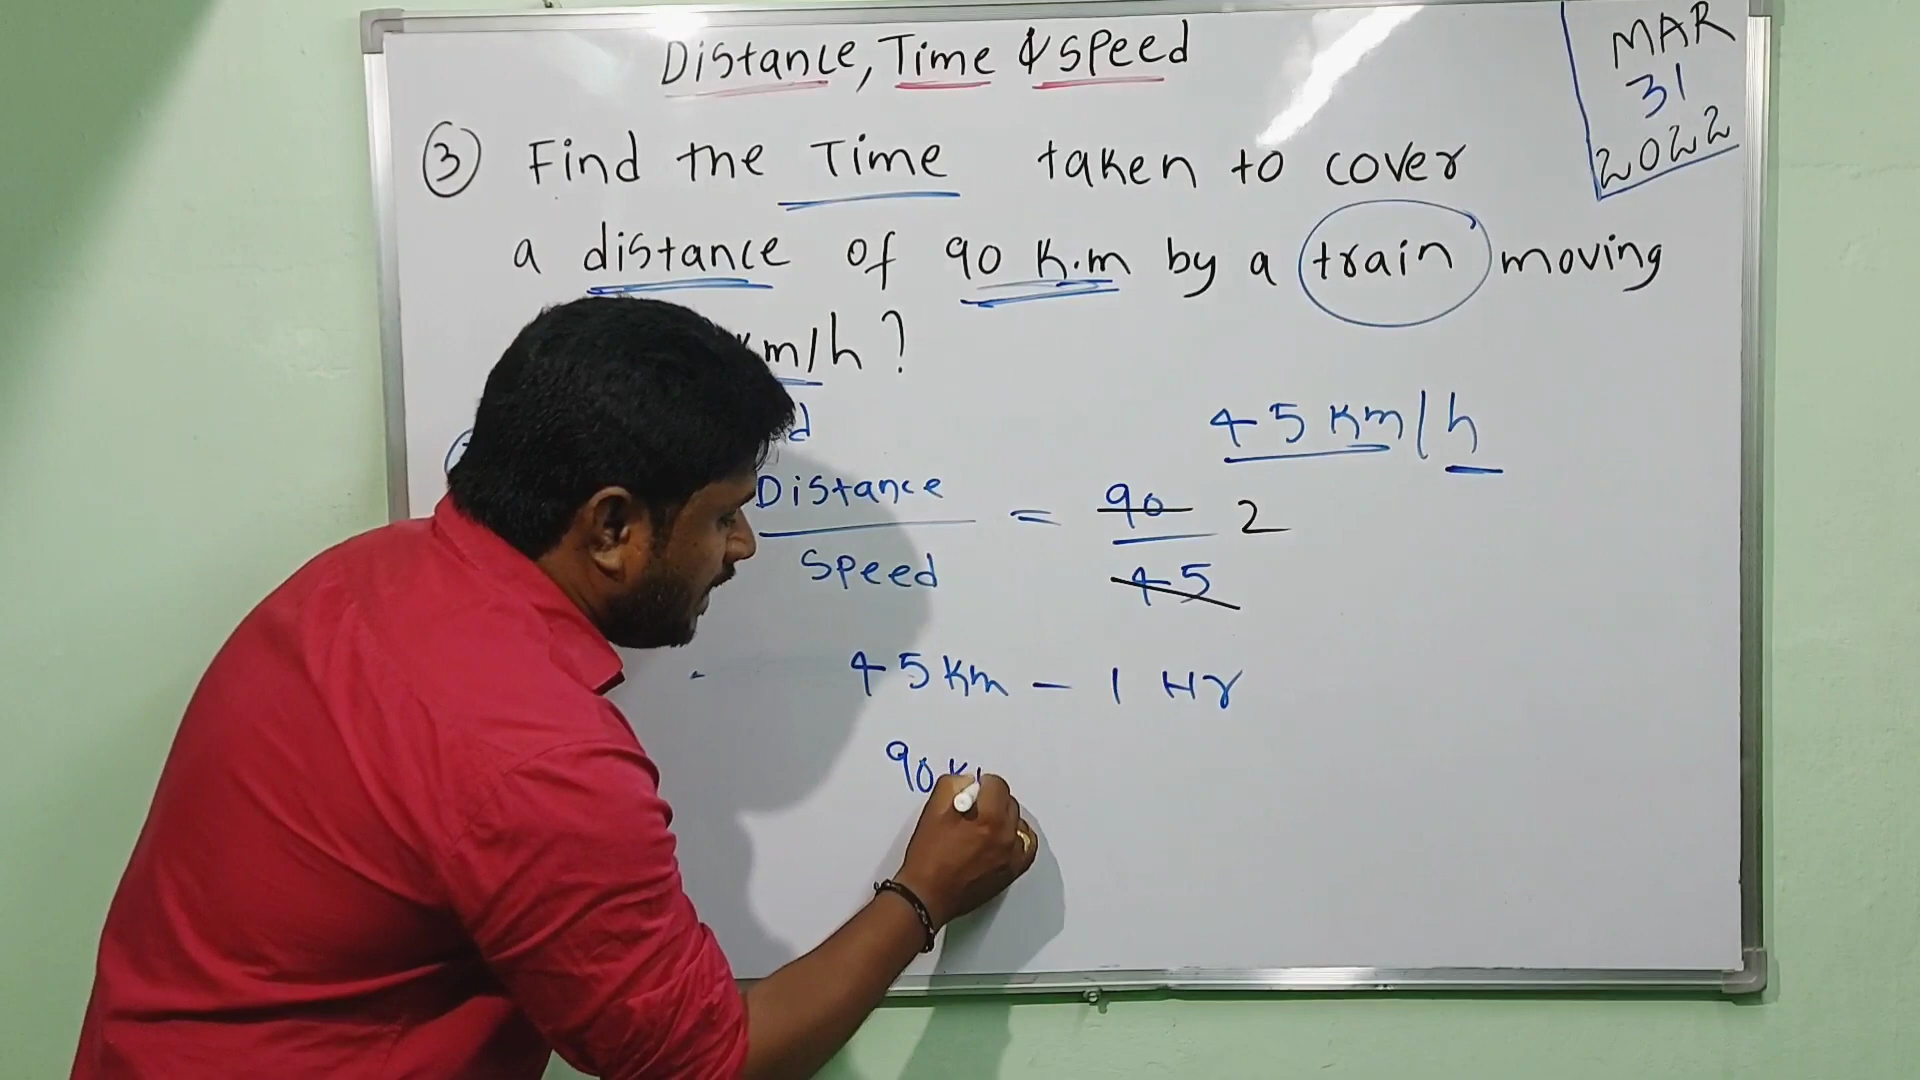 Distance, Time & Speed
MAR
31
2022
③ Find the Time taken to cover
a distance of 90 K.m by a train moving
km/h ?
45 km/h
Distance = 90 2
Speed 45
45 km - 1 Hr
90 K